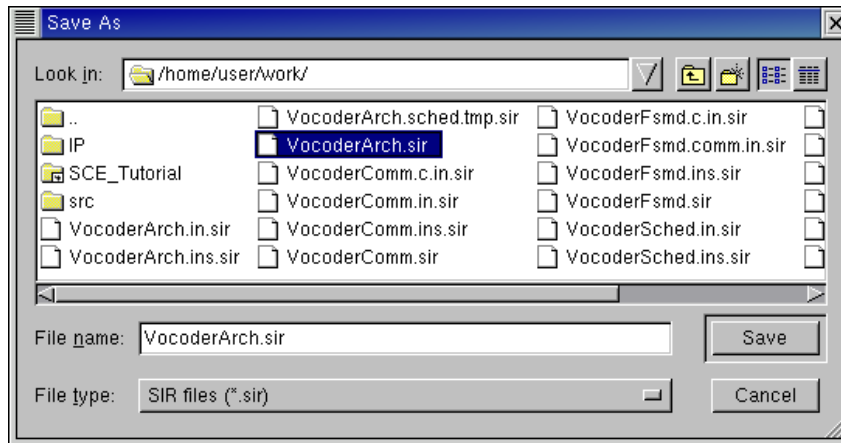 Save As
Look in: /home/user/work/
..
IP
SCE_Tutorial
src
VocoderArch.in.sir
VocoderArch.ins.sir
VocoderArch.sched.tmp.sir
VocoderArch.sir
VocoderComm.c.in.sir
VocoderComm.in.sir
VocoderComm.ins.sir
VocoderComm.sir
VocoderFsmd.c.in.sir
VocoderFsmd.comm.in.sir
VocoderFsmd.ins.sir
VocoderFsmd.sir
VocoderSched.in.sir
VocoderSched.ins.sir
File name: VocoderArch.sir
Save
File type: SIR files (*.sir)
Cancel